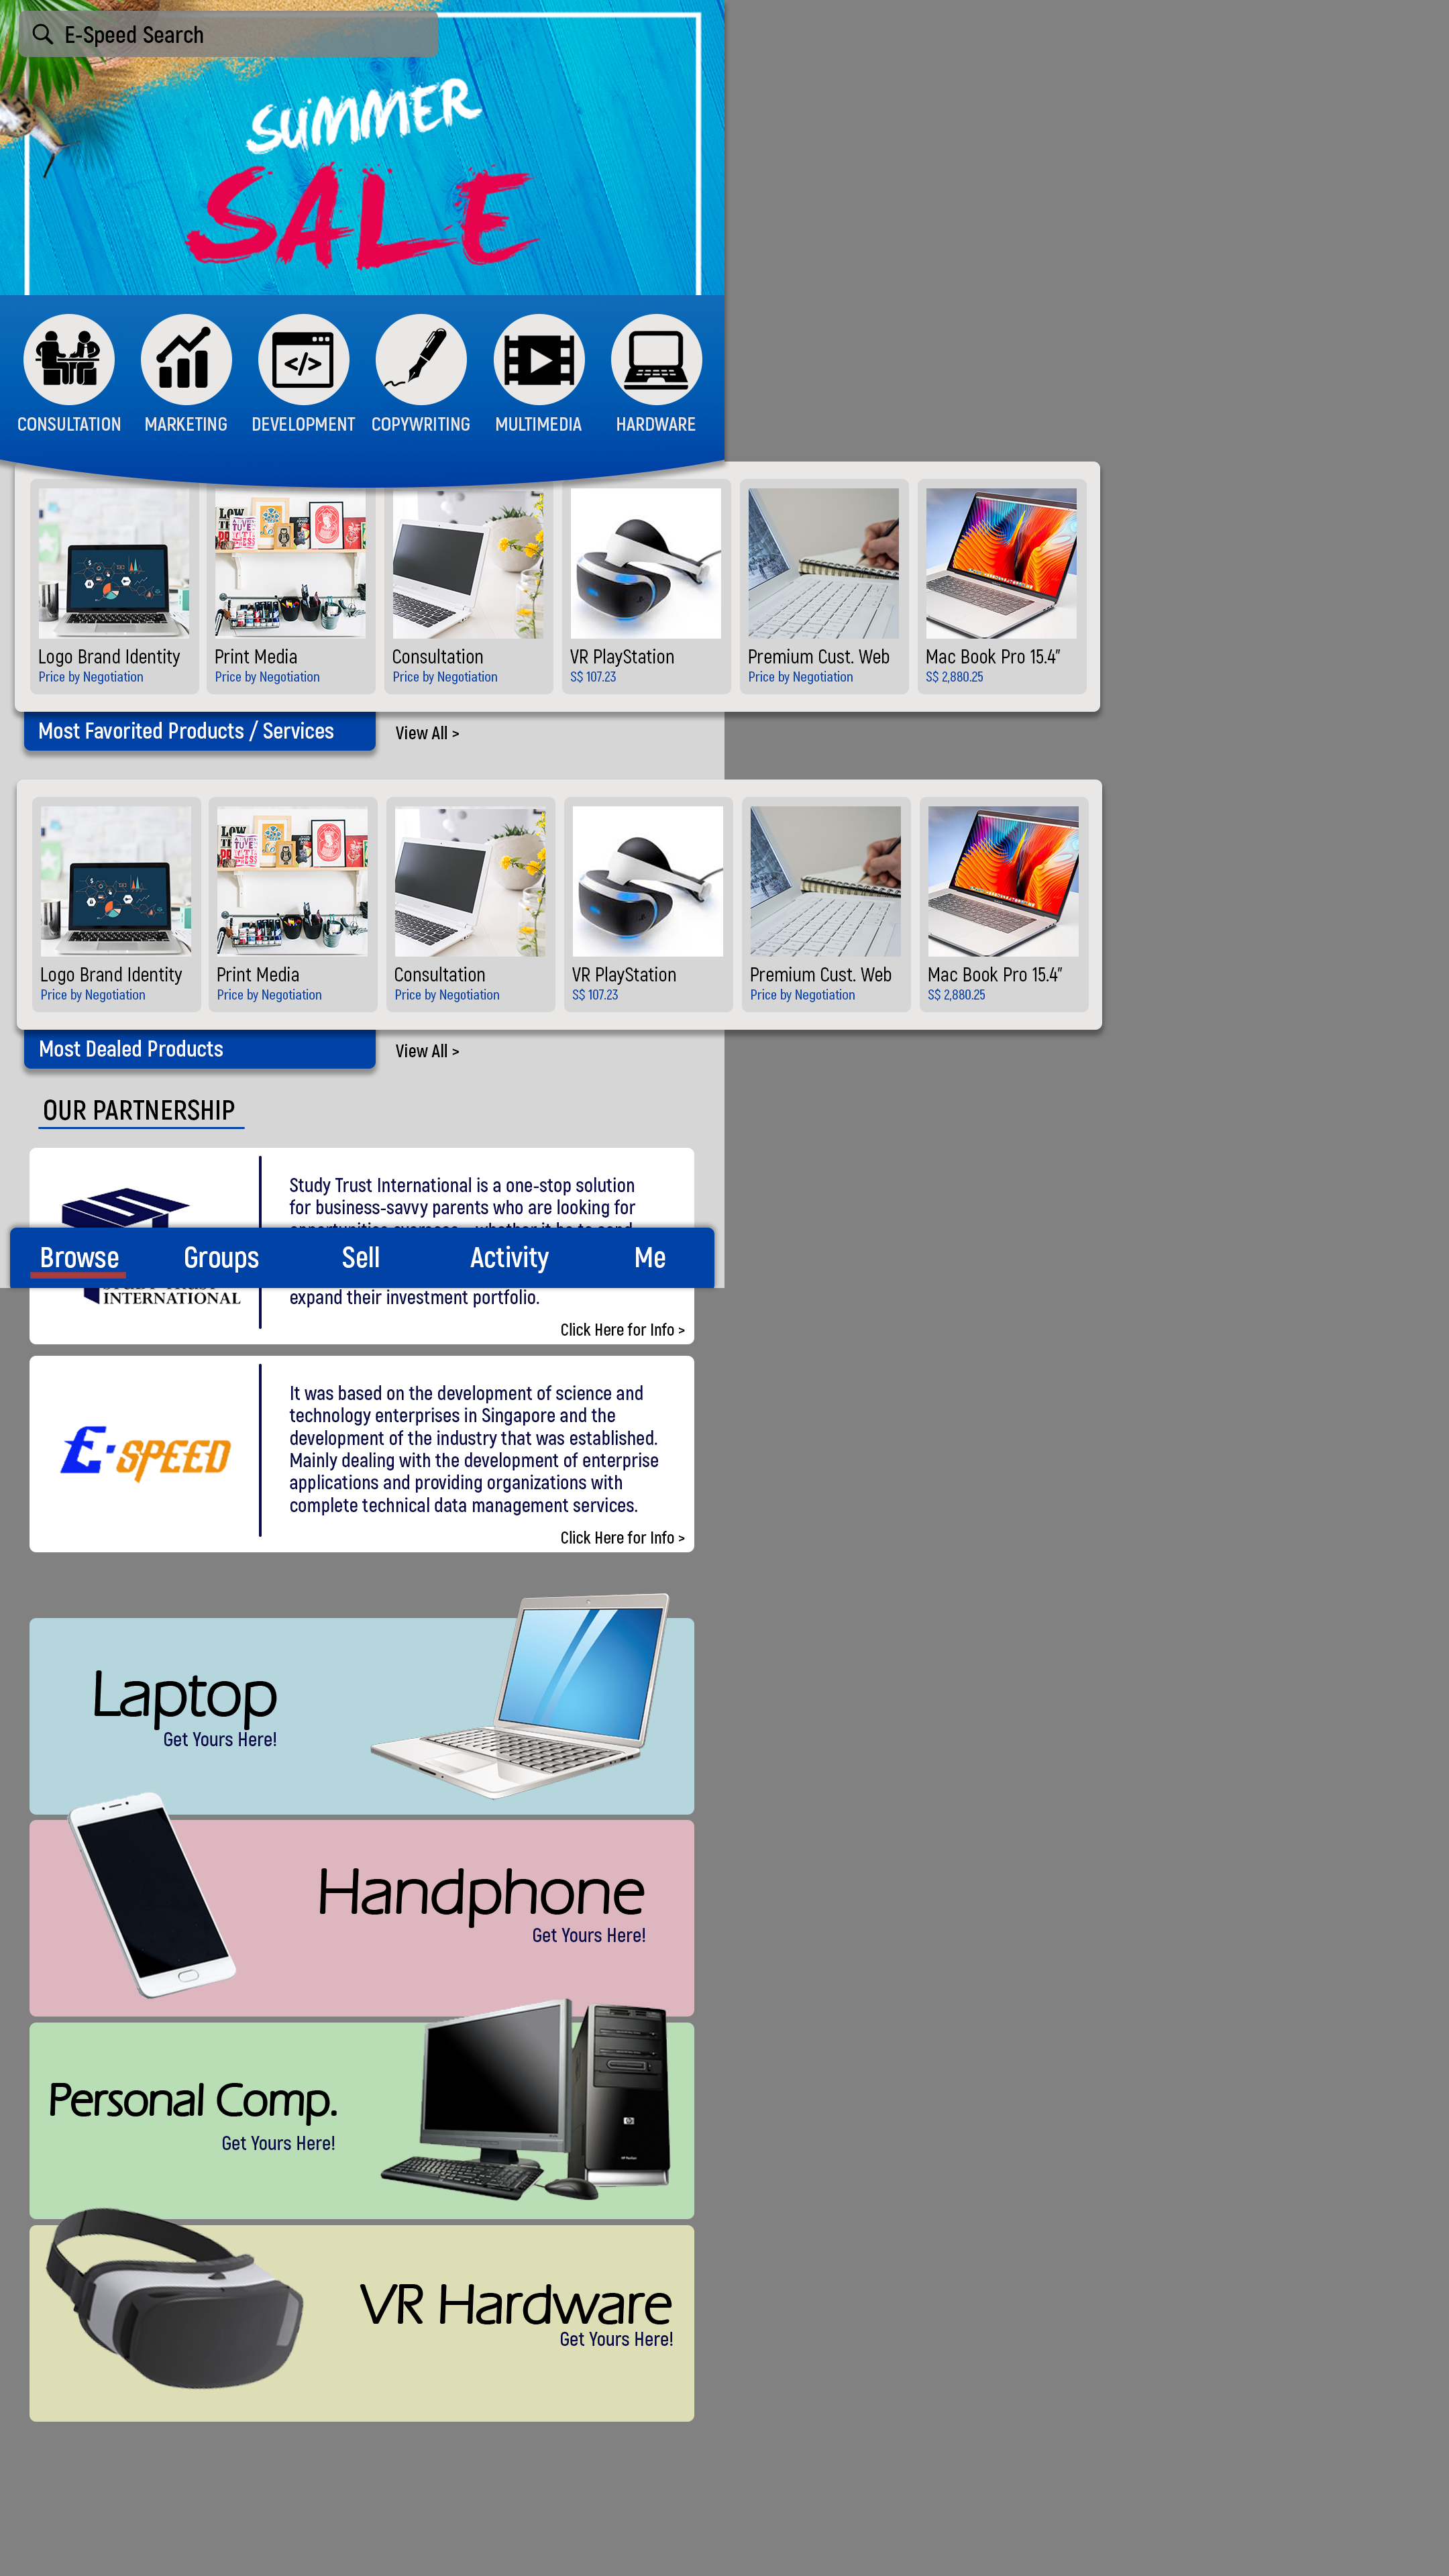 E-Speed Search
SUMMER
SALE
CONSULTATION
MARKETING
DEVELOPMENT
COPYWRITING
MULTIMEDIA
HARDWARE
Logo Brand Identity
Price by Negotiation
Print Media
Price by Negotiation
Consultation
Price by Negotiation
VR PlayStation
S$ 107.23
Premium Cust. Web
Price by Negotiation
Mac Book Pro 15.4"
S$ 2,880.25
Most Favorited Products / Services
View All >
Logo Brand Identity
Price by Negotiation
Print Media
Price by Negotiation
Consultation
Price by Negotiation
VR PlayStation
S$ 107.23
Premium Cust. Web
Price by Negotiation
Mac Book Pro 15.4"
S$ 2,880.25
Most Dealed Products
View All >
OUR PARTNERSHIP
Study Trust International is a one-stop solution
for business-savvy parents who are looking for
Browse
Groups
Sell
Activity
Me
INTERNATIONAL
expand their investment portfolio.
Click Here for Info >
E-SPEED
It was based on the development of science and
technology enterprises in Singapore and the
development of the industry that was established.
Mainly dealing with the development of enterprise
applications and providing organizations with
complete technical data management services.
Click Here for Info >
Laptop
Get Yours Here!
Handphone
Get Yours Here!
Personal Comp.
Get Yours Here!
VR Hardware
Get Yours Here!